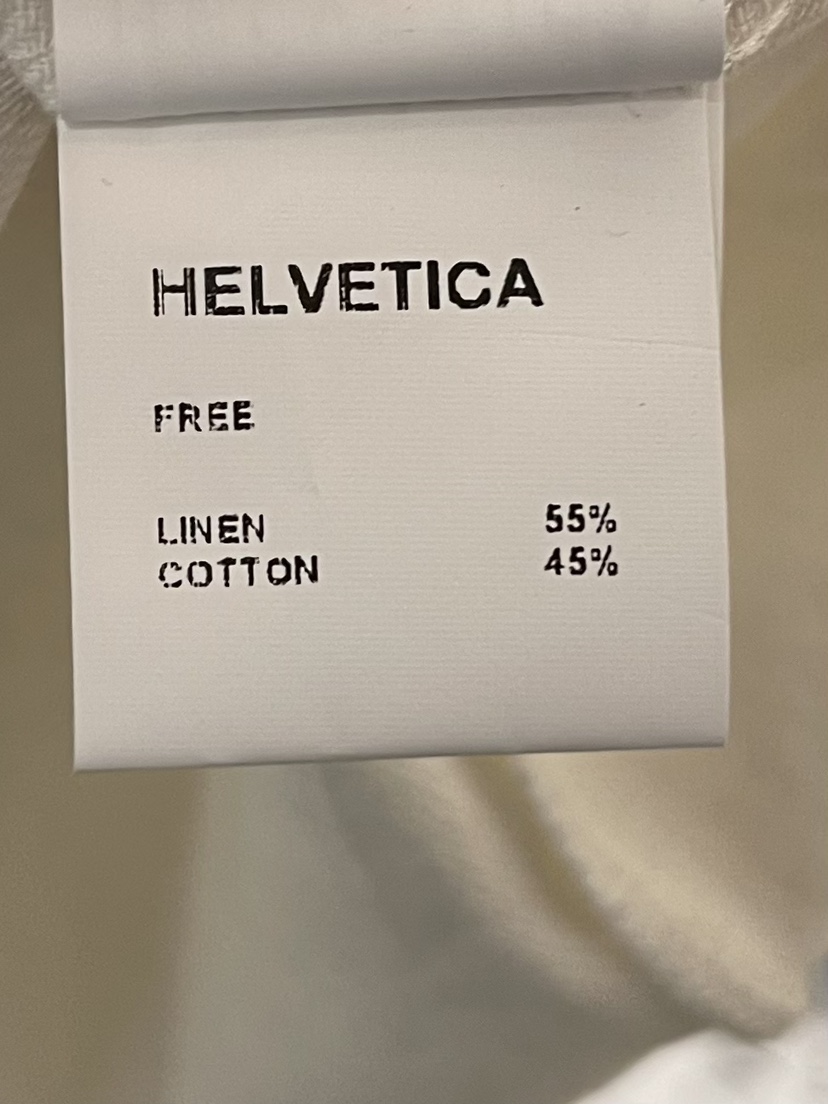 HELVETICA
FREE
LINEN 55%
COTTON 45%